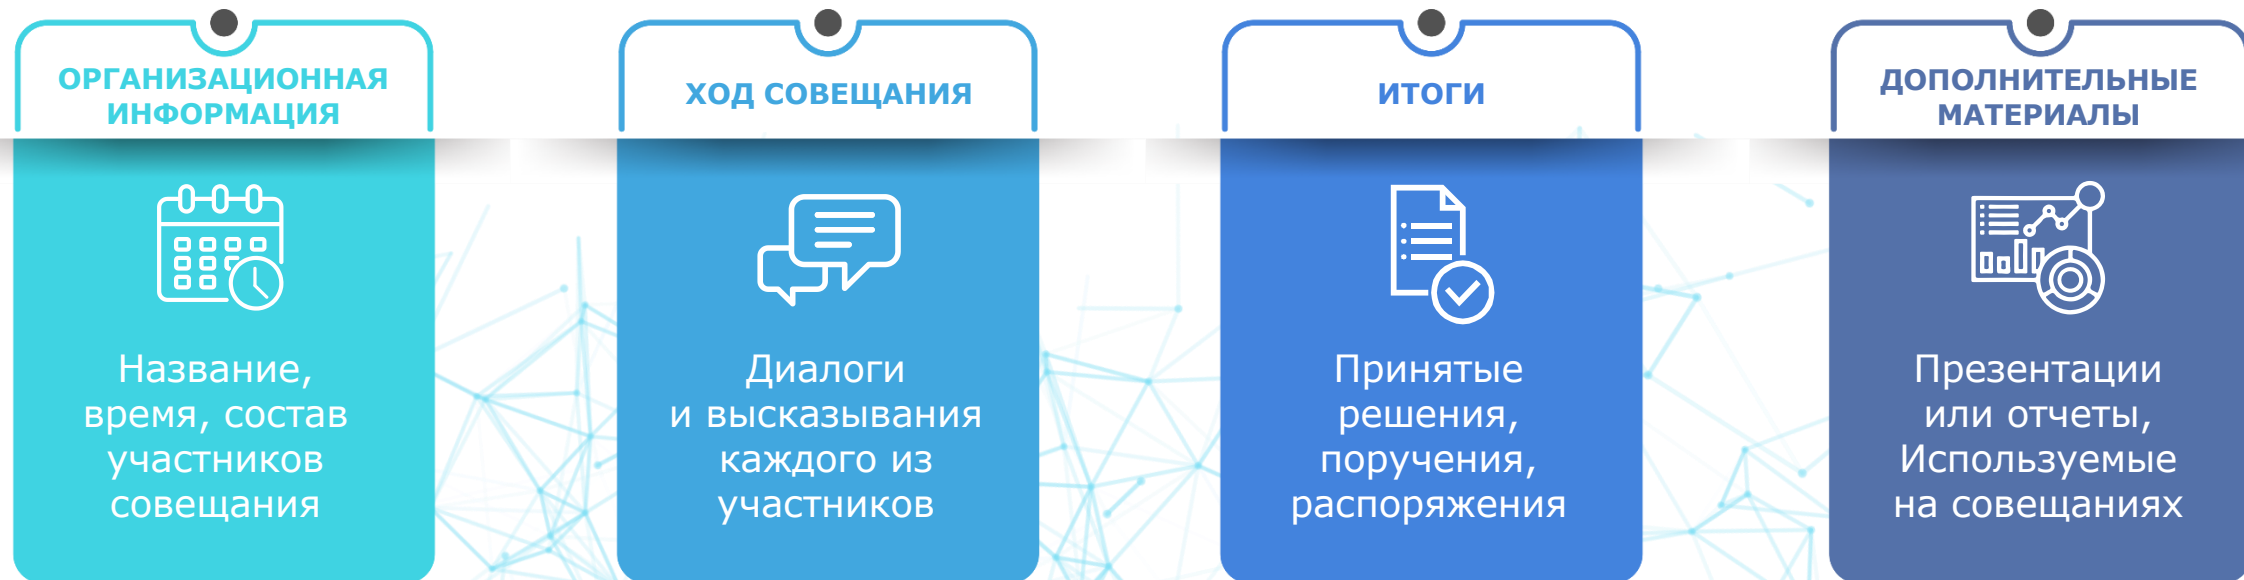 ОРГАНИЗАЦИОННАЯ
ИНФОРМАЦИЯ
Название,
время, состав
участников
совещания
ХОД СОВЕЩАНИЯ
Диалоги
и высказывания
каждого из
участников
ИТОГИ
Принятые
решения,
поручения,
распоряжения
ДОПОЛНИТЕЛЬНЫЕ
МАТЕРИАЛЫ
Презентации
или отчеты,
Используемые
на совещаниях